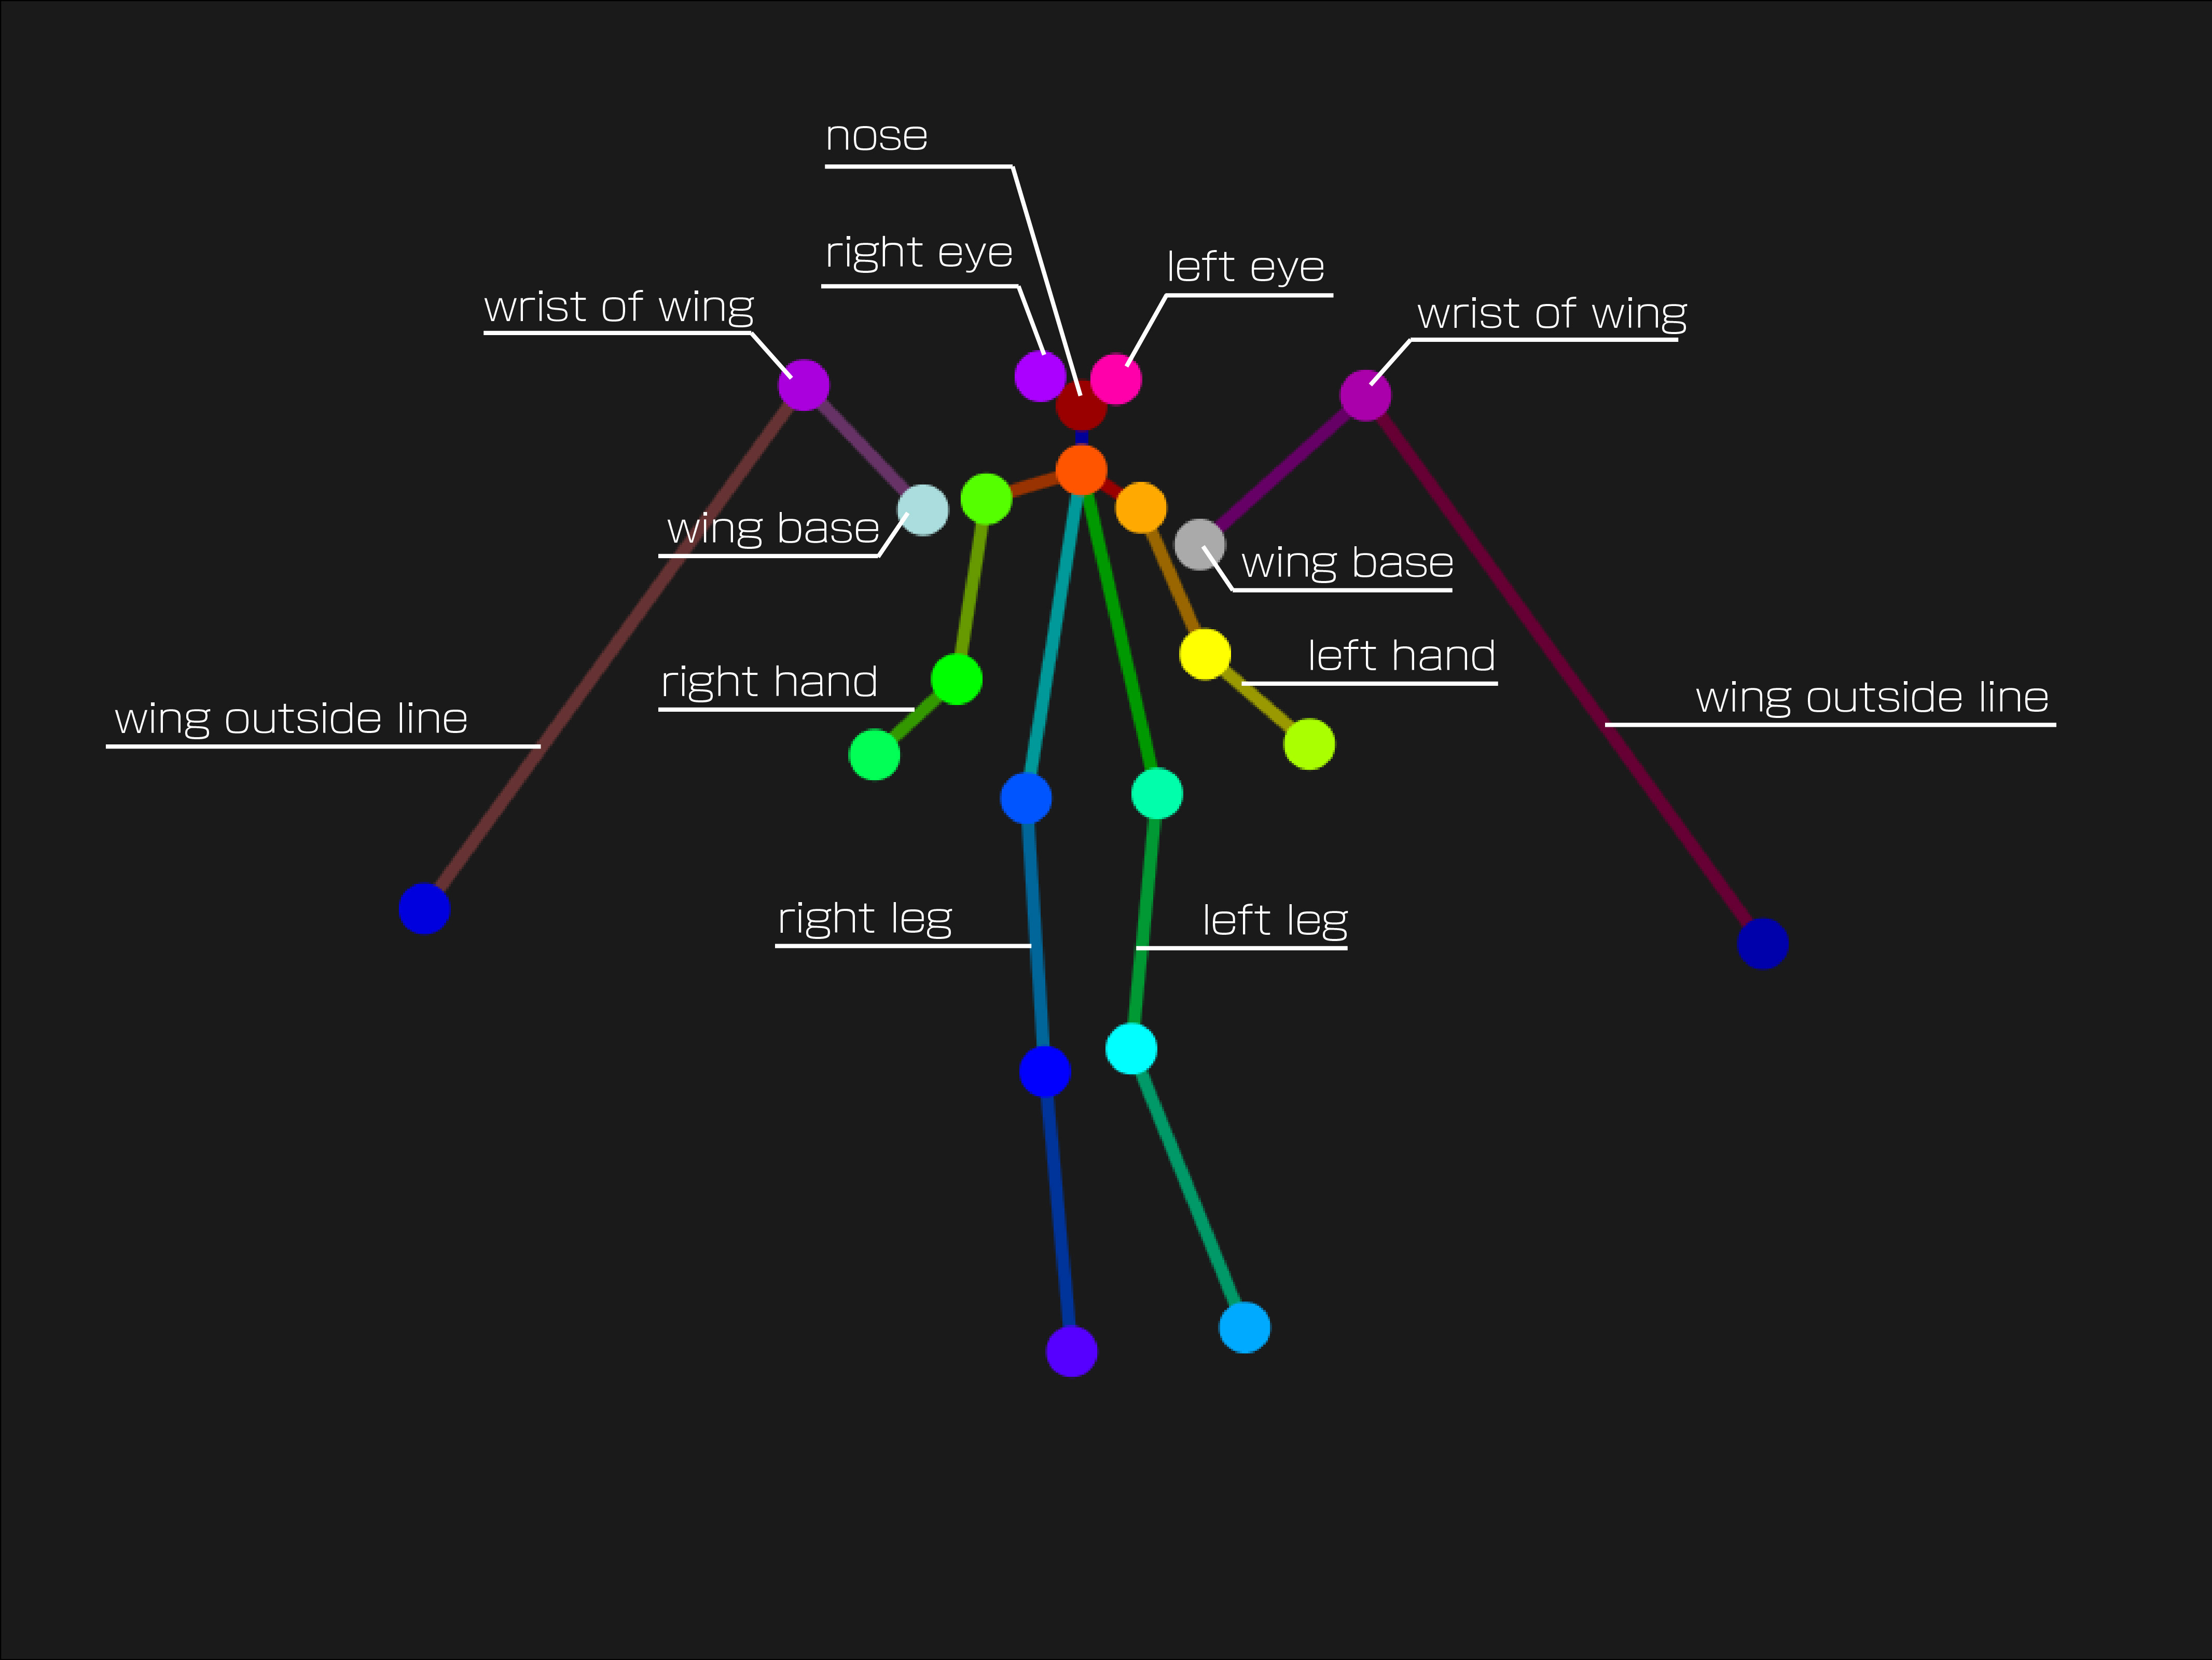 nose
right eye
left eye
wrist of wing
wrist of wing
wing base
wing base
left hand
right hand
wing outside line
wing outside line
right leg
left leg